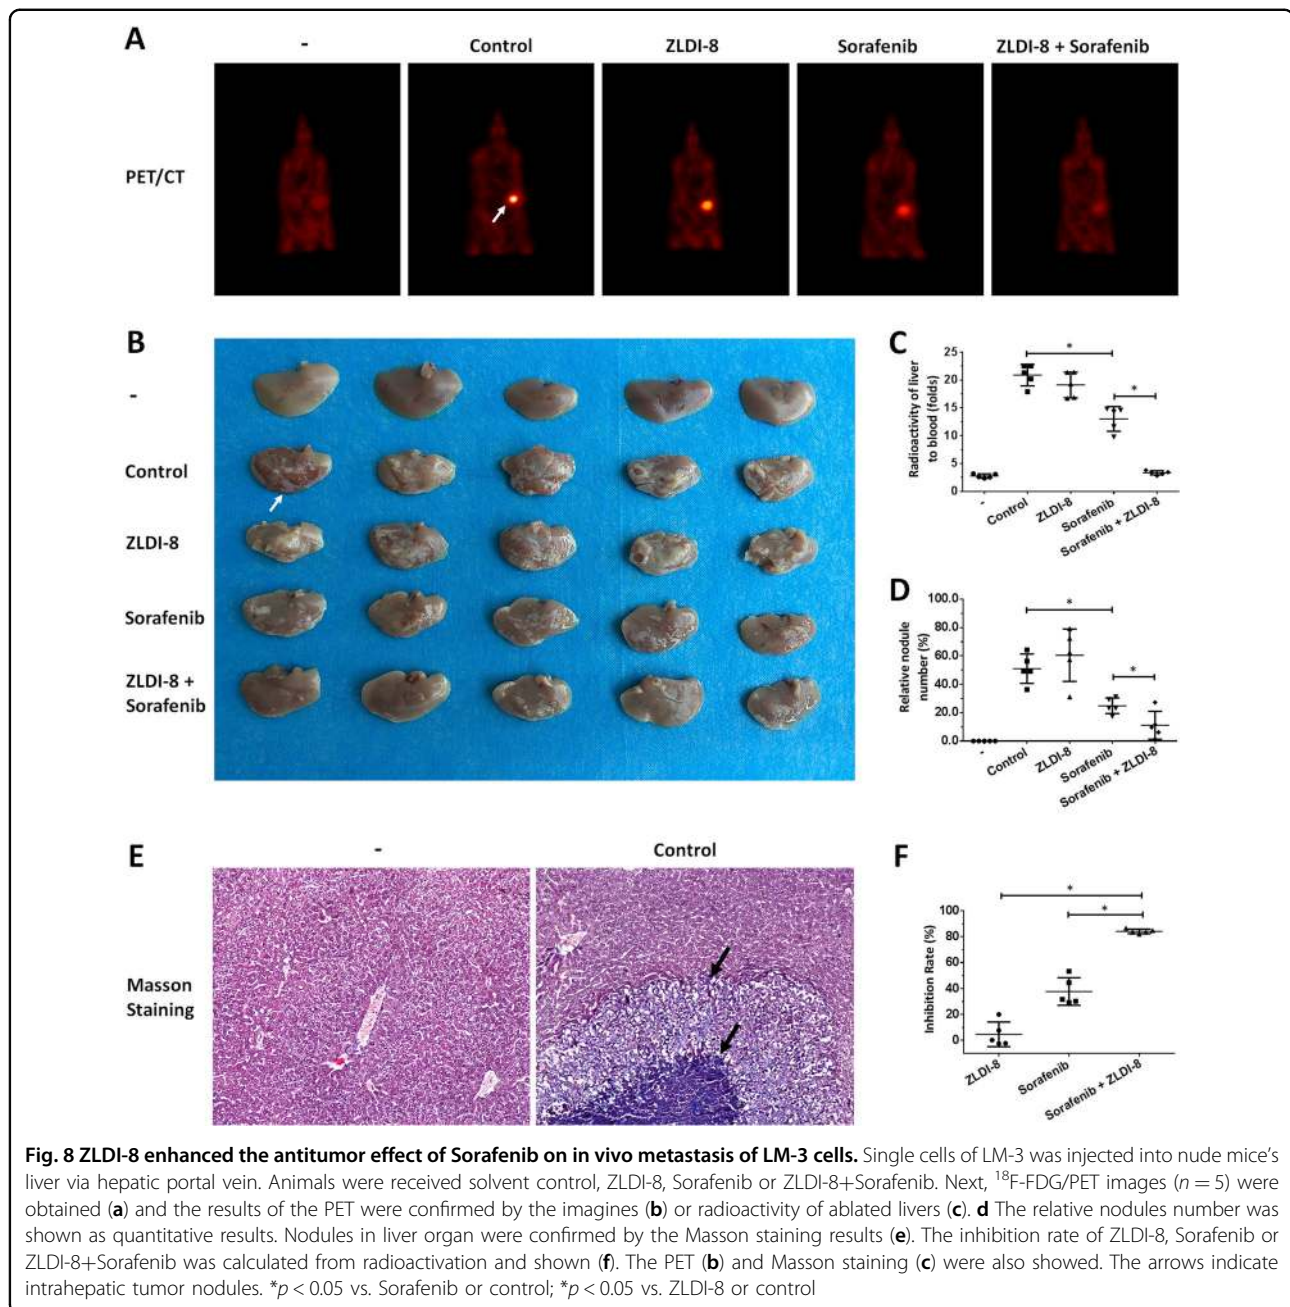 A
-
Control
ZLDI-8
Sorafenib
ZLDI-8 + Sorafenib
PET/CT
B
-
Control
ZLDI-8
Sorafenib
ZLDI-8 +
Sorafenib
C
Radioactivity of liver
to blood (folds)
25
20
15
10
5
0
*
*
-
Control
ZLDI-8
Sorafenib
Sorafenib + ZLDI-8
D
Relative nodule
number (%)
100.0
80.0
60.0
40.0
20.0
0.0
*
*
-
Control
ZLDI-8
Sorafenib
Sorafenib + ZLDI-8
E
-
Control
Masson
Staining
F
Inhibition Rate (%)
100
80
60
40
20
0
*
*
ZLDI-8
Sorafenib
Sorafenib + ZLDI-8
Fig. 8 ZLDI-8 enhanced the antitumor effect of Sorafenib on in vivo metastasis of LM-3 cells. Single cells of LM-3 was injected into nude mice's
liver via hepatic portal vein. Animals were received solvent control, ZLDI-8, Sorafenib or ZLDI-8+Sorafenib. Next, ¹⁸F-FDG/PET images (n = 5) were
obtained (a) and the results of the PET were confirmed by the imagines (b) or radioactivity of ablated livers (c). d The relative nodules number was
shown as quantitative results. Nodules in liver organ were confirmed by the Masson staining results (e). The inhibition rate of ZLDI-8, Sorafenib or
ZLDI-8+Sorafenib was calculated from radioactivation and shown (f). The PET (b) and Masson staining (c) were also showed. The arrows indicate
intrahepatic tumor nodules. *p < 0.05 vs. Sorafenib or control; *p < 0.05 vs. ZLDI-8 or control